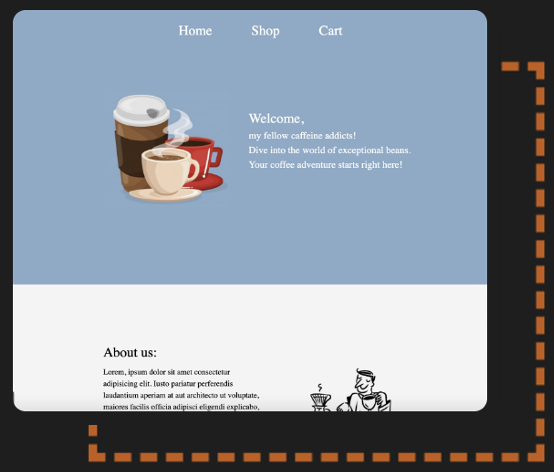 Home Shop Cart
Welcome,
my fellow caffeine addicts!
Dive into the world of exceptional beans.
Your coffee adventure starts right here!
About us:
Lorem, ipsum dolor sit amet consectetur
adipisicing elit. Iusto pariatur perferendis
laudantium aperiam at aut architecto ut voluptate,
maiores facilis officia adipisci eligendi explicabo,